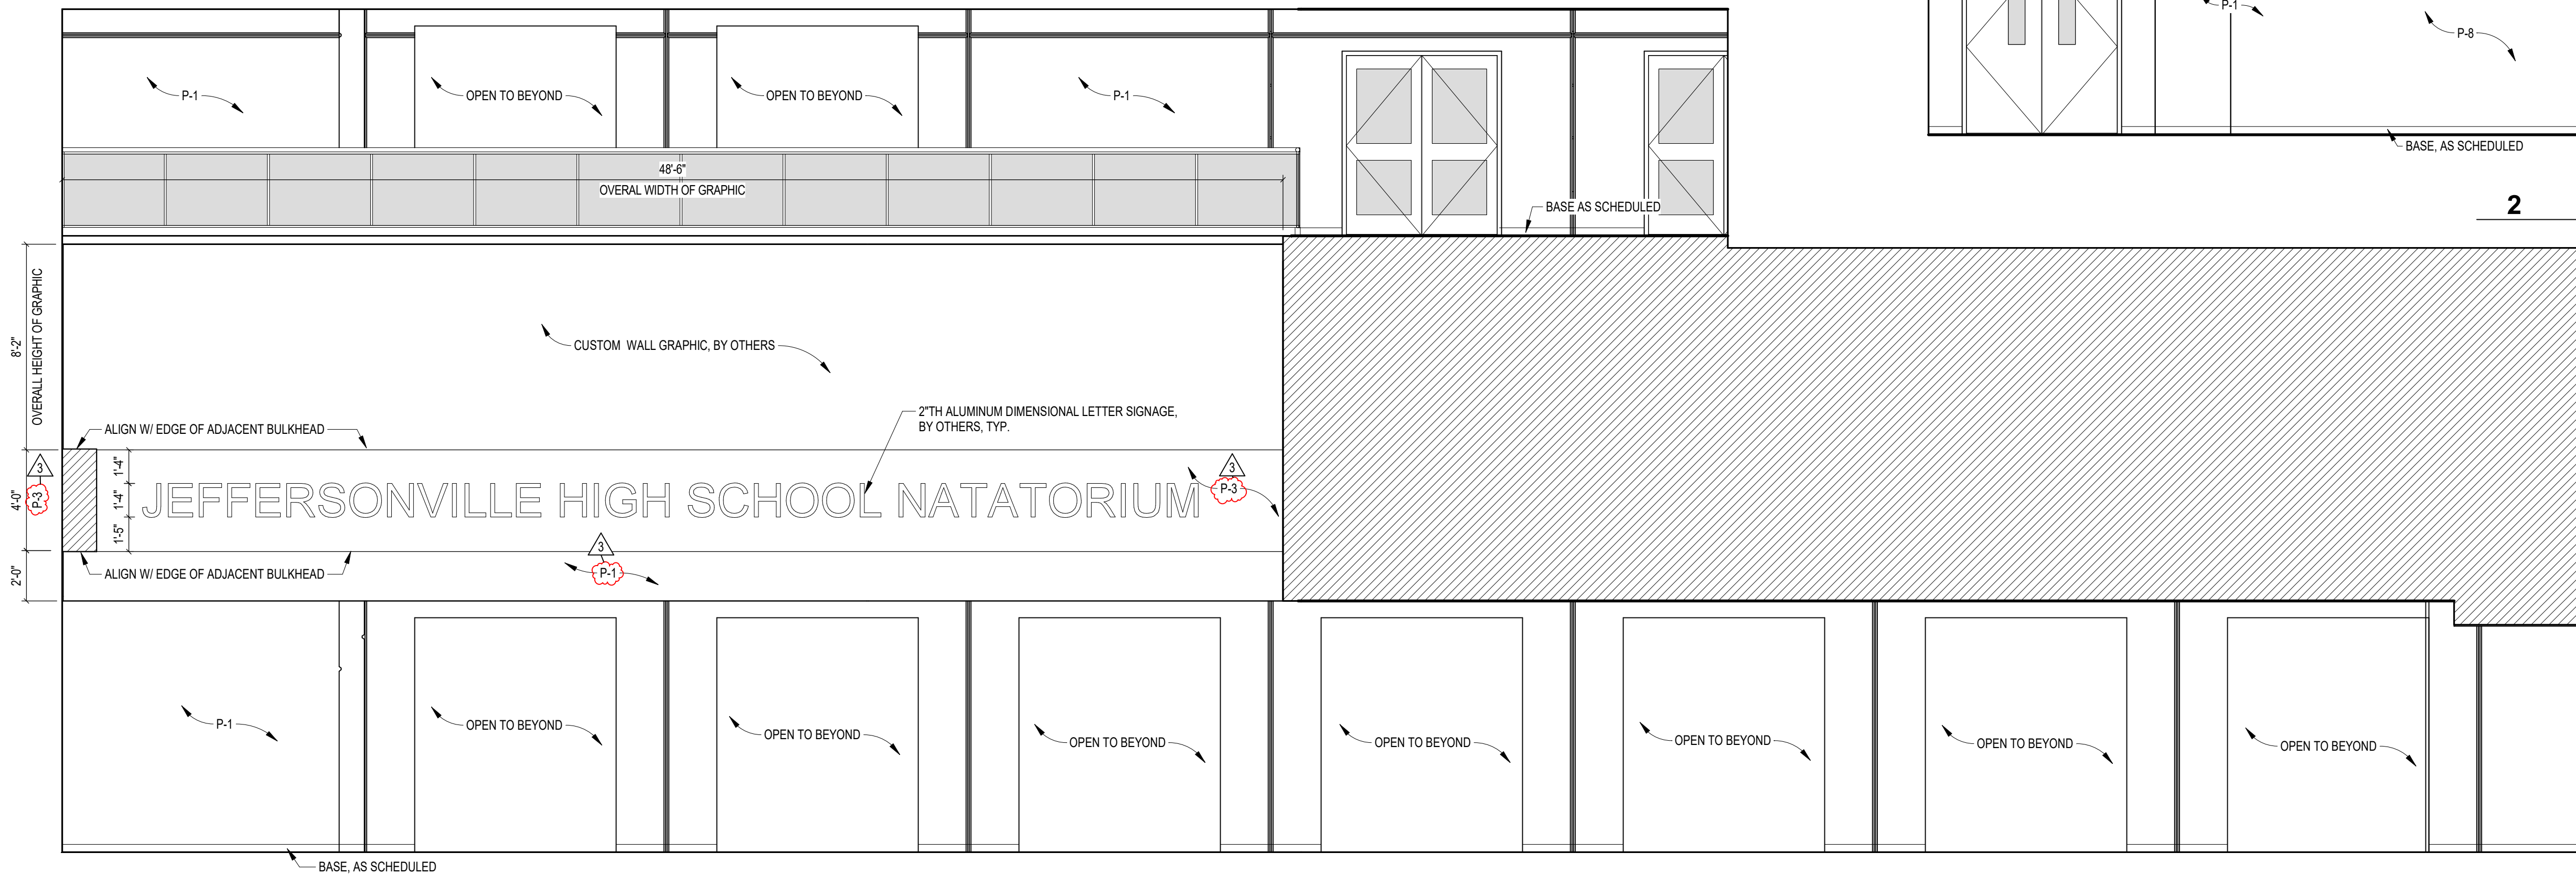 P-1
P-8
P-1
OPEN TO BEYOND
OPEN TO BEYOND
P-1
BASE, AS SCHEDULED
48'-6"
OVERAL WIDTH OF GRAPHIC
BASE AS SCHEDULED
2
8'-2"
OVERALL HEIGHT OF GRAPHIC
CUSTOM WALL GRAPHIC, BY OTHERS
2"TH ALUMINUM DIMENSIONAL LETTER SIGNAGE,
BY OTHERS, TYP.
ALIGN W/ EDGE OF ADJACENT BULKHEAD
3
P-3
4'-0"
1'-4"
1'-4"
1'-5"
JEFFERSONVILLE HIGH SCHOOL NATATORIUM
3
P-3
3
P-1
2'-0"
ALIGN W/ EDGE OF ADJACENT BULKHEAD
P-1
OPEN TO BEYOND
OPEN TO BEYOND
OPEN TO BEYOND
OPEN TO BEYOND
OPEN TO BEYOND
OPEN TO BEYOND
OPEN TO BEYOND
BASE, AS SCHEDULED